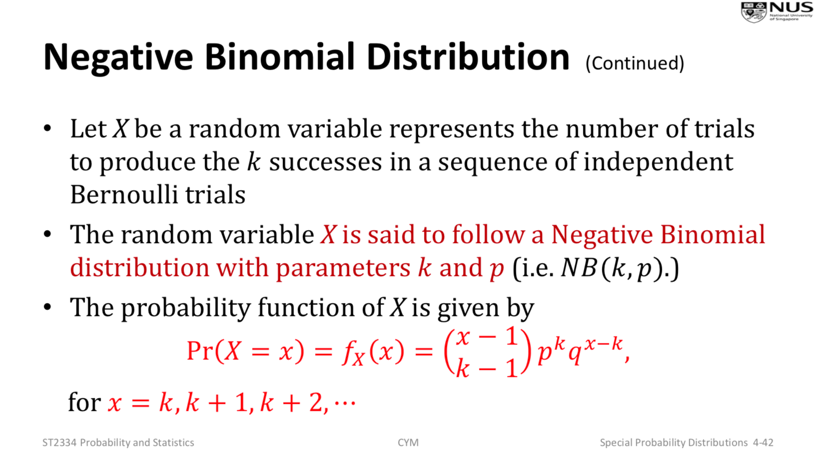 NUS
National University
of Singapore
Negative Binomial Distribution (Continued)
• Let X be a random variable represents the number of trials
to produce the k successes in a sequence of independent
Bernoulli trials
• The random variable X is said to follow a Negative Binomial
distribution with parameters k and p (i.e. NB(k, p).)
• The probability function of X is given by
Pr(X = x) = f_X(x) = \binom{x − 1}{k − 1} p^k q^{x−k},
for x = k, k + 1, k + 2, ⋯
ST2334 Probability and Statistics CYM Special Probability Distributions 4-42